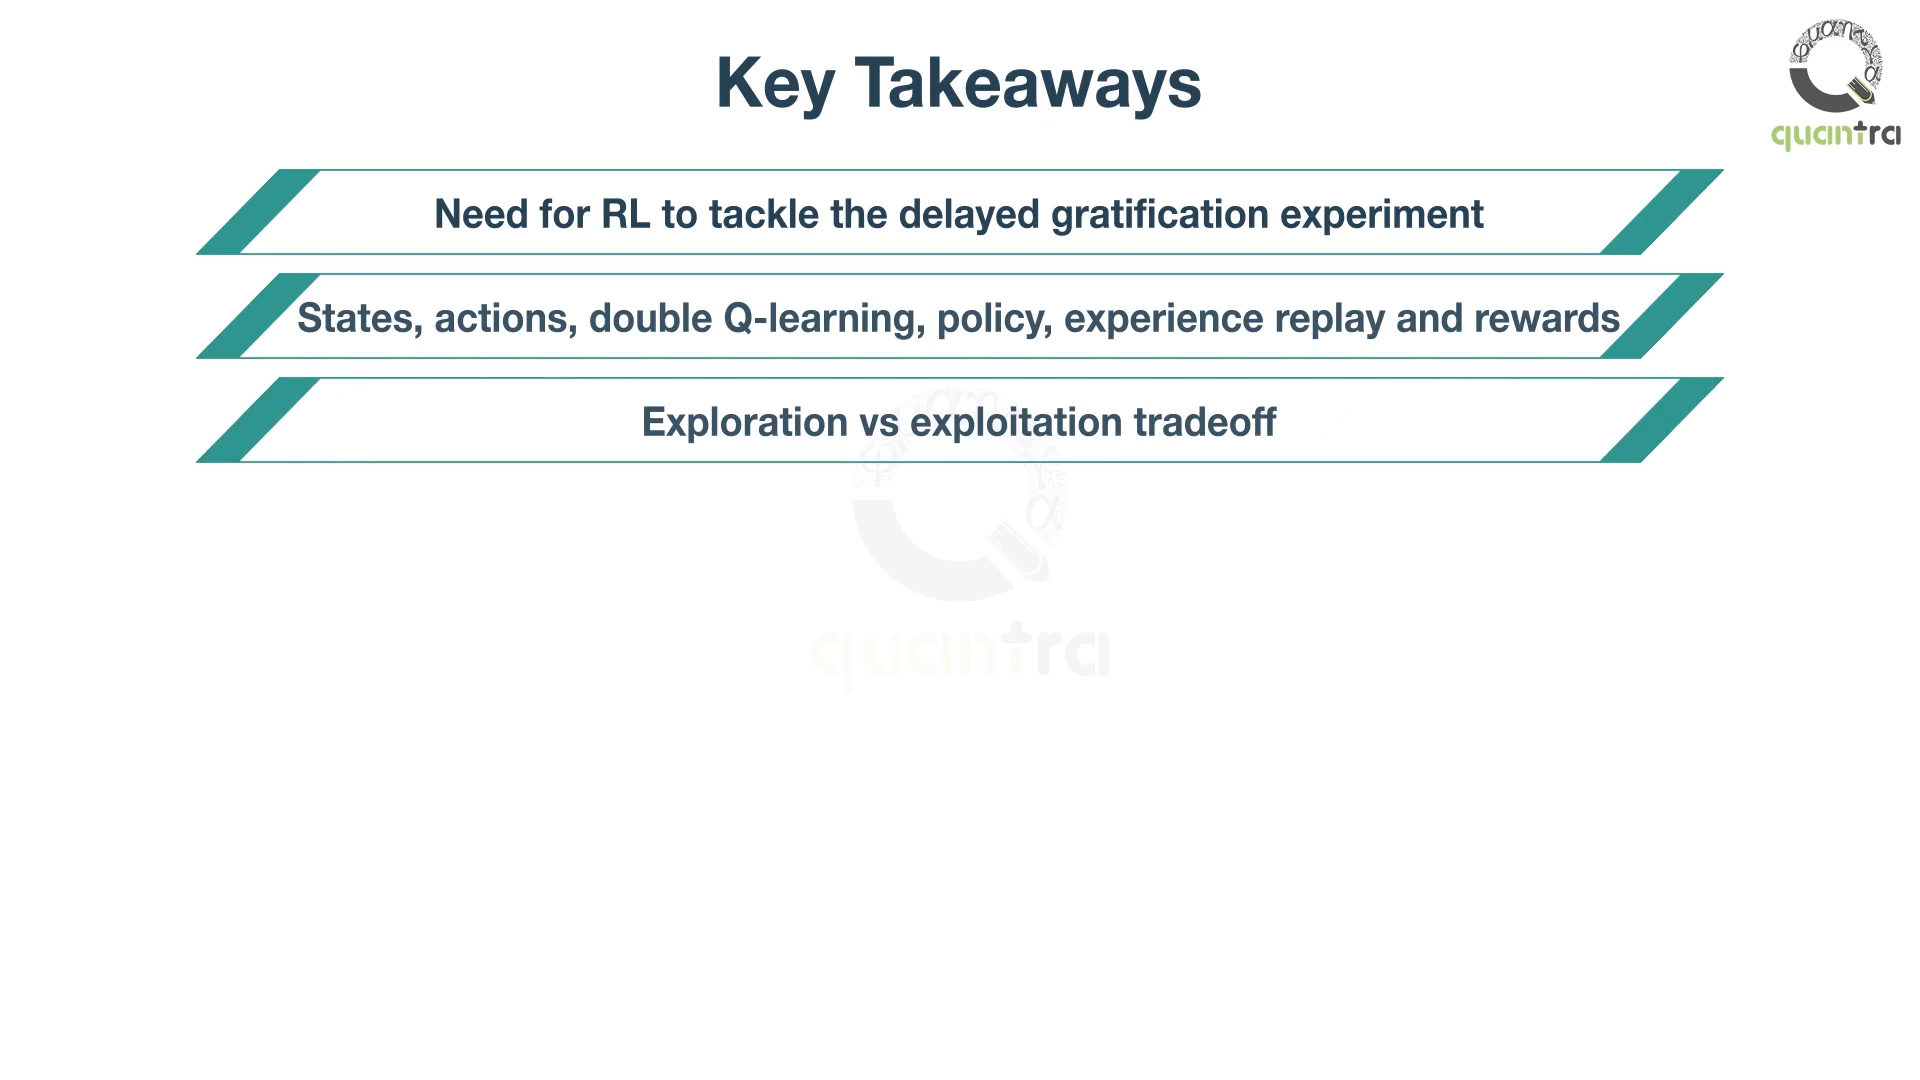 Key Takeaways
quantra
Need for RL to tackle the delayed gratification experiment
States, actions, double Q-learning, policy, experience replay and rewards
Exploration vs exploitation tradeoff
quantra